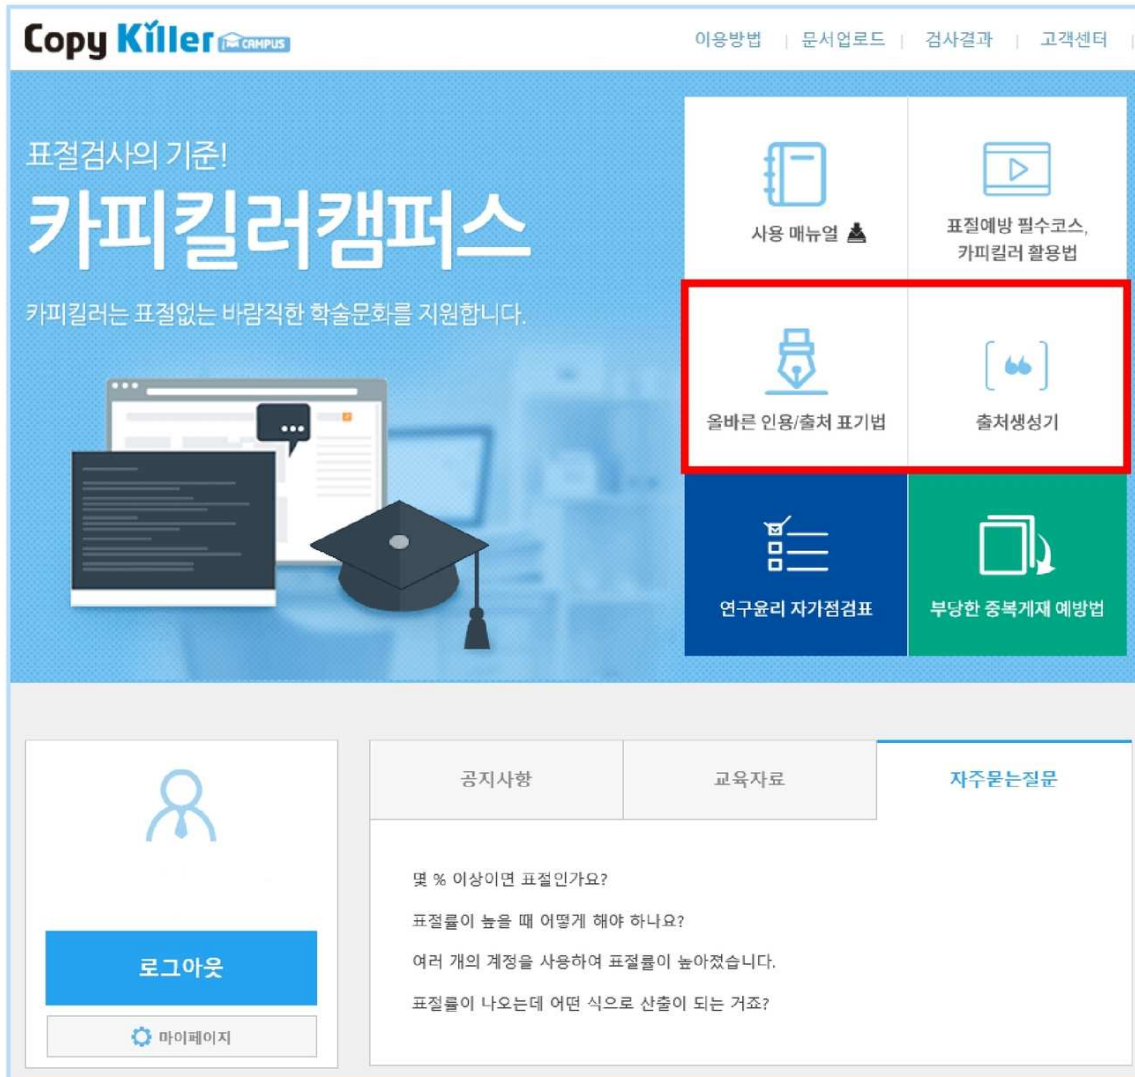 Copy Killer CAMPUS
이용방법 | 문서업로드 | 검사결과 | 고객센터 |
표절검사의 기준!
카피킬러캠퍼스
카피킬러는 표절없는 바람직한 학술문화를 지원합니다.
사용 매뉴얼
표절예방 필수코스,
카피킬러 활용법
올바른 인용/출처 표기법
출처생성기
연구윤리 자가점검표
부당한 중복게재 예방법
로그아웃
마이페이지
공지사항
교육자료
자주묻는질문
몇 % 이상이면 표절인가요?
표절률이 높을 때 어떻게 해야 하나요?
여러 개의 계정을 사용하여 표절률이 높아졌습니다.
표절률이 나오는데 어떤 식으로 산출이 되는 거죠?